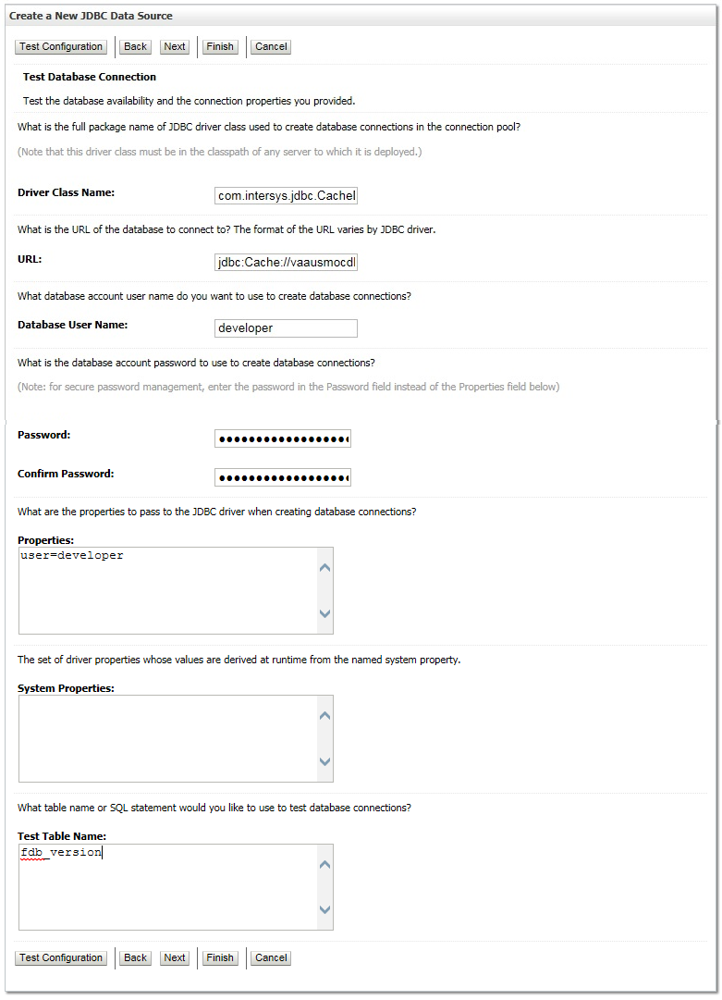 Create a New JDBC Data Source
Test Configuration Back Next Finish Cancel
Test Database Connection
Test the database availability and the connection properties you provided.
What is the full package name of JDBC driver class used to create database connections in the connection pool?
(Note that this driver class must be in the classpath of any server to which it is deployed.)
Driver Class Name: com.intersys.jdbc.Cache
What is the URL of the database to connect to? The format of the URL varies by JDBC driver.
URL: jdbc:Cache://vaausmocdl
What database account user name do you want to use to create database connections?
Database User Name: developer
What is the database account password to use to create database connections?
(Note: for secure password management, enter the password in the Password field instead of the Properties field below)
Password: ●●●●●●●●●●●●●●●●●●
Confirm Password: ●●●●●●●●●●●●●●●●●●
What are the properties to pass to the JDBC driver when creating database connections?
Properties:
user=developer
The set of driver properties whose values are derived at runtime from the named system property.
System Properties:
What table name or SQL statement would you like to use to test database connections?
Test Table Name:
fdb_version
Test Configuration Back Next Finish Cancel